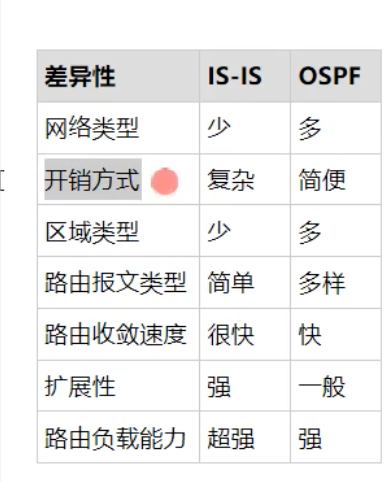 差异性 IS-IS OSPF
网络类型 少 多
开销方式 复杂 简便
区域类型 少 多
路由报文类型 简单 多样
路由收敛速度 很快 快
扩展性 强 一般
路由负载能力 超强 强